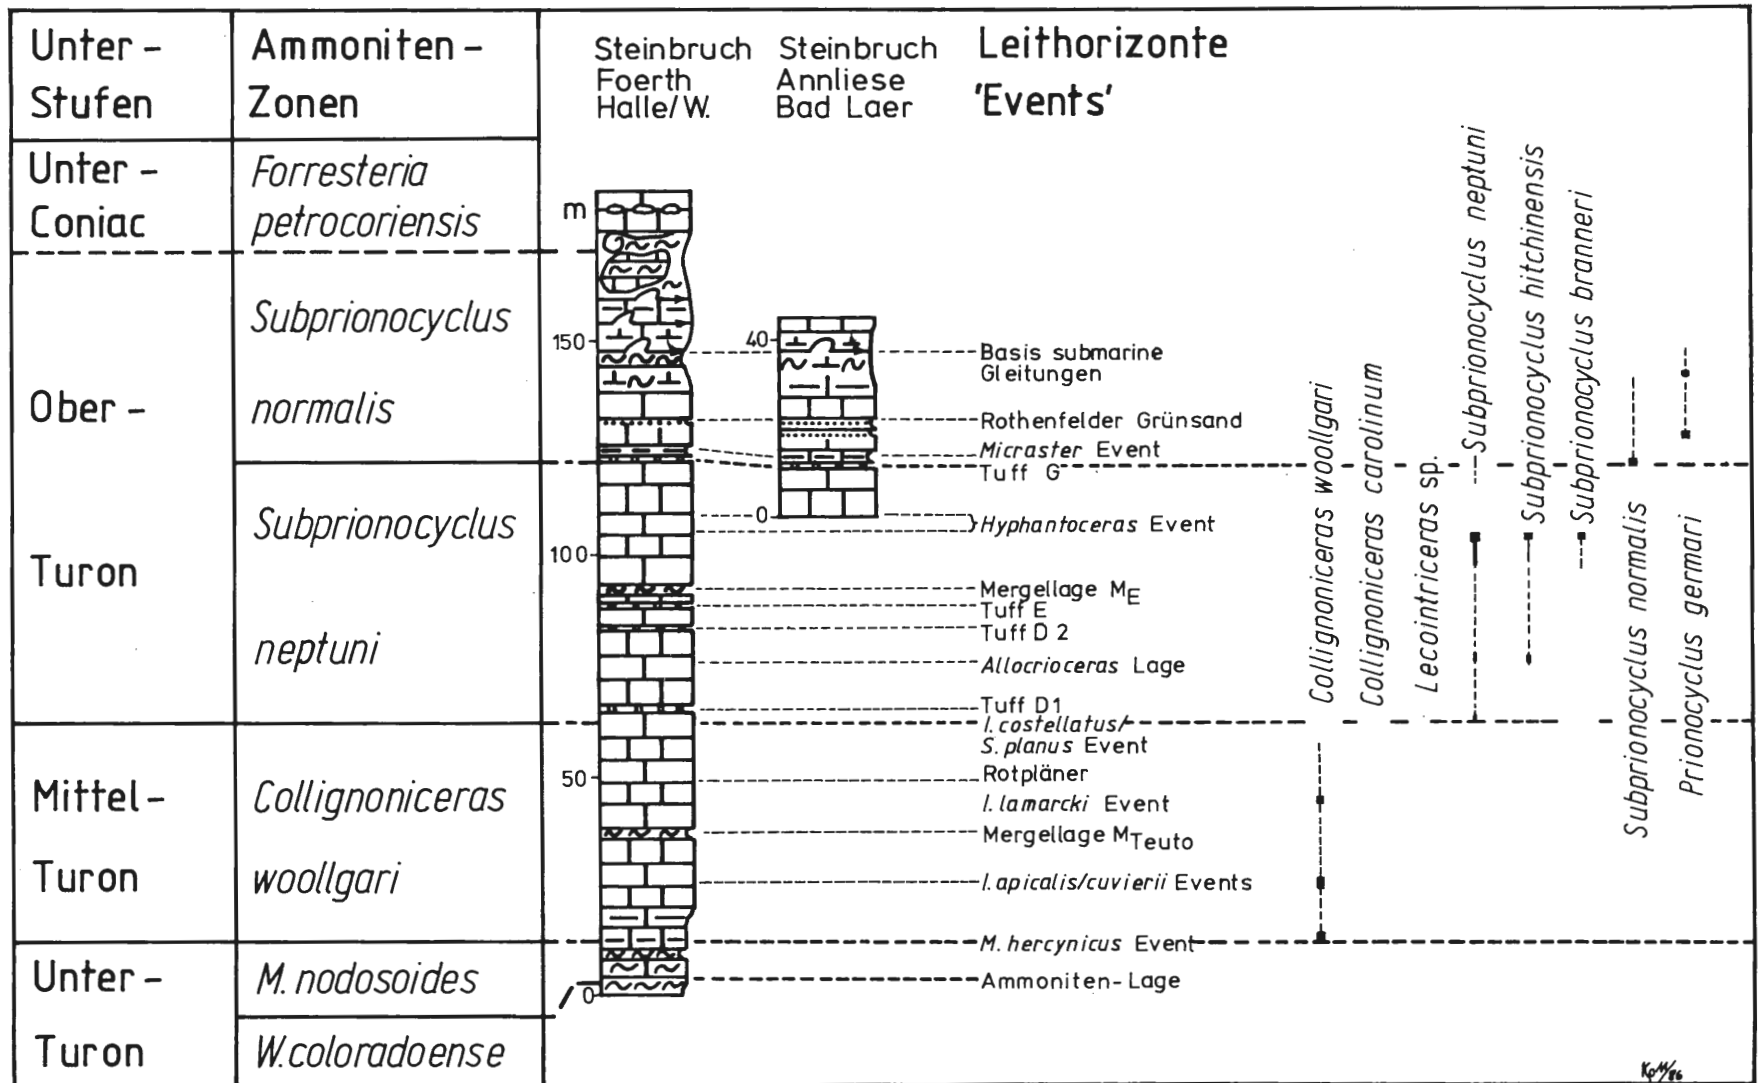 Unter-
Stufen
Ammoniten-
Zonen
Steinbruch
Foerth
Halle/W.
Steinbruch
Annliese
Bad Laer
Leithorizonte
'Events'
Unter-
Coniac
Forresteria
petrocoriensis
Ober-
Turon
Subprionocyclus
normalis
Subprionocyclus
neptuni
Mittel-
Turon
Collignoniceras
woollgari
Unter-
Turon
M. nodosoides
W. coloradoense
m
150
100
50
0
40
0
Basis submarine
Gleitungen
Rothenfelder Grünsand
Micraster Event
Tuff G
Hyphantoceras Event
Mergellage ME
Tuff E
Tuff D 2
Allocrioceras Lage
Tuff D1
I. costellatus/
S. planus Event
Rotpläner
I. lamarcki Event
Mergellage MTeuto
I. apicalis/cuvierii Events
M. hercynicus Event
Ammoniten-Lage
Collignoniceras woollgari
Collignoniceras carolinum
Lecointriceras sp.
Subprionocyclus neptuni
Subprionocyclus hitchinensis
Subprionocyclus branneri
Subprionocyclus normalis
Prionocyclus germari